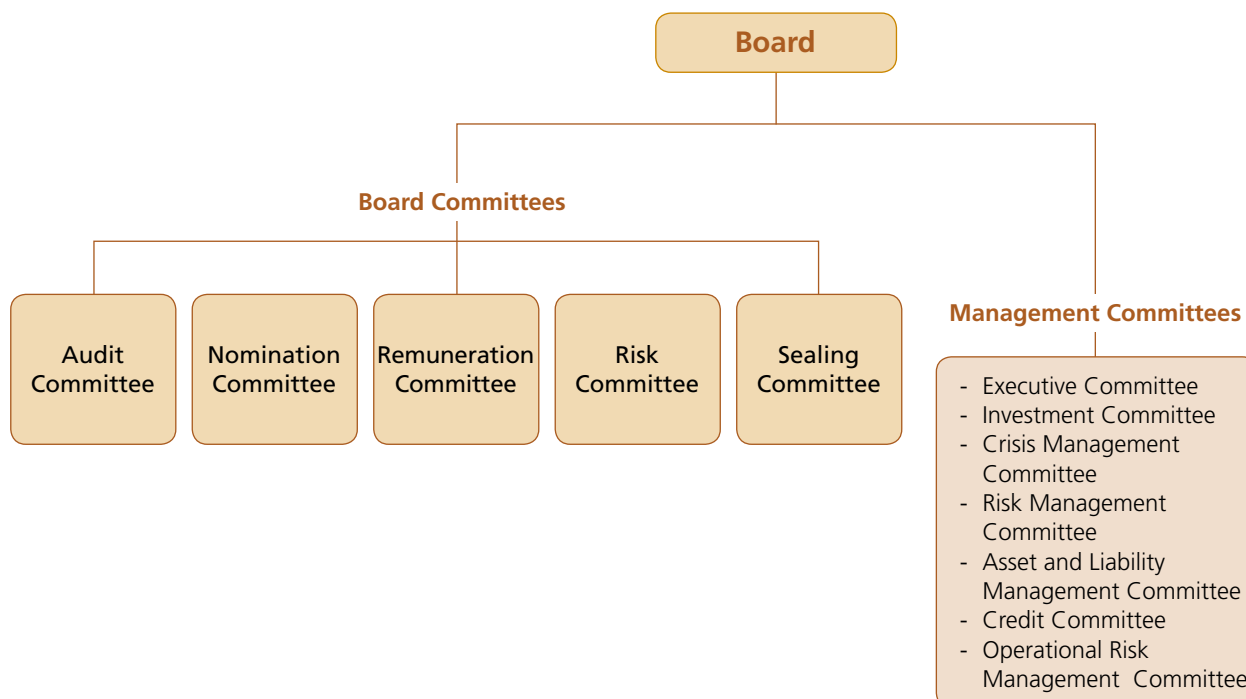 Board
Board Committees
Audit
Committee
Nomination
Committee
Remuneration
Committee
Risk
Committee
Sealing
Committee
Management Committees
- Executive Committee
- Investment Committee
- Crisis Management
Committee
- Risk Management
Committee
- Asset and Liability
Management Committee
- Credit Committee
- Operational Risk
Management Committee